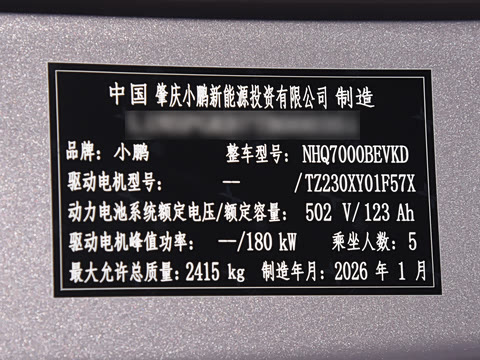 中国 肇庆小鹏新能源投资有限公司 制造
品牌：小鹏 整车型号：NHQ7000BEVKD
驱动电机型号： -- /TZ230XY01F57X
动力电池系统额定电压/额定容量： 502 V/123 Ah
驱动电机峰值功率： --/180 kW 乘坐人数：5
最大允许总质量：2415 kg 制造年月：2026 年 1 月